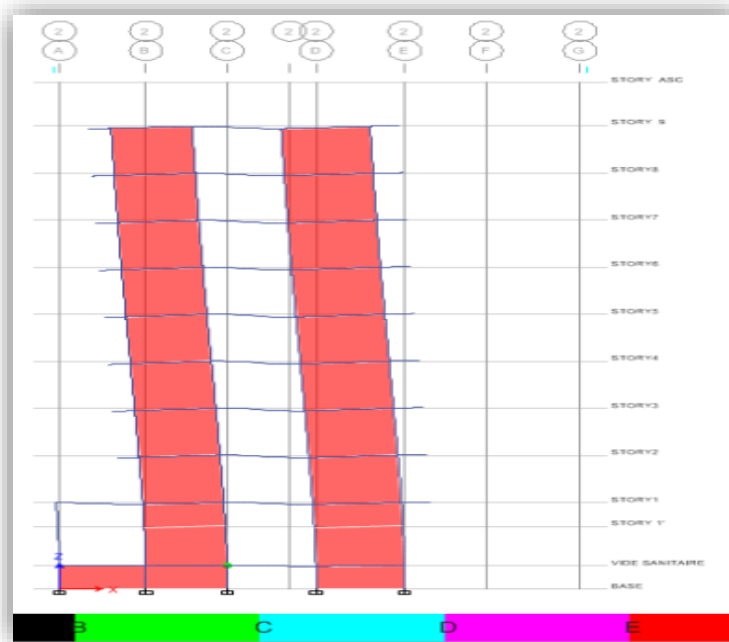 2 2 2 2 2 2 2 2
A B C D E F G
STORY ASC
STORY 9
STORY8
STORY7
STORY6
STORY5
STORY4
STORY3
STORY2
STORY1
STORY 1'
Z
VIDE SANITAIRE
X
BASE
B C D E